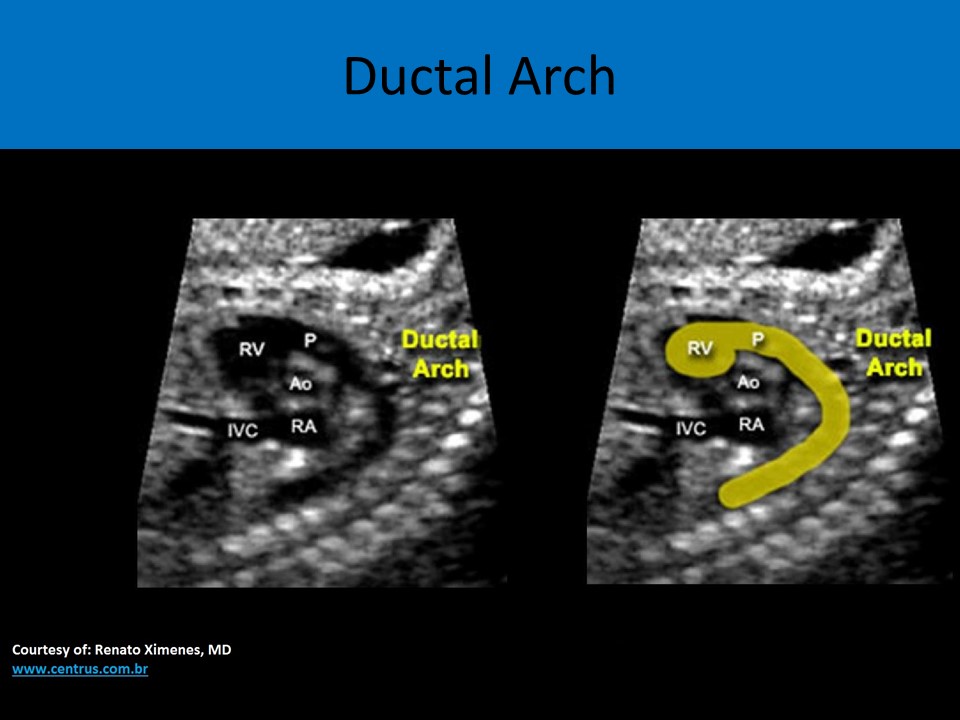 Ductal Arch
RV
P
Ductal
Arch
Ao
IVC
RA
RV
P
Ductal
Arch
Ao
IVC
RA
Courtesy of: Renato Ximenes, MD
www.centrus.com.br